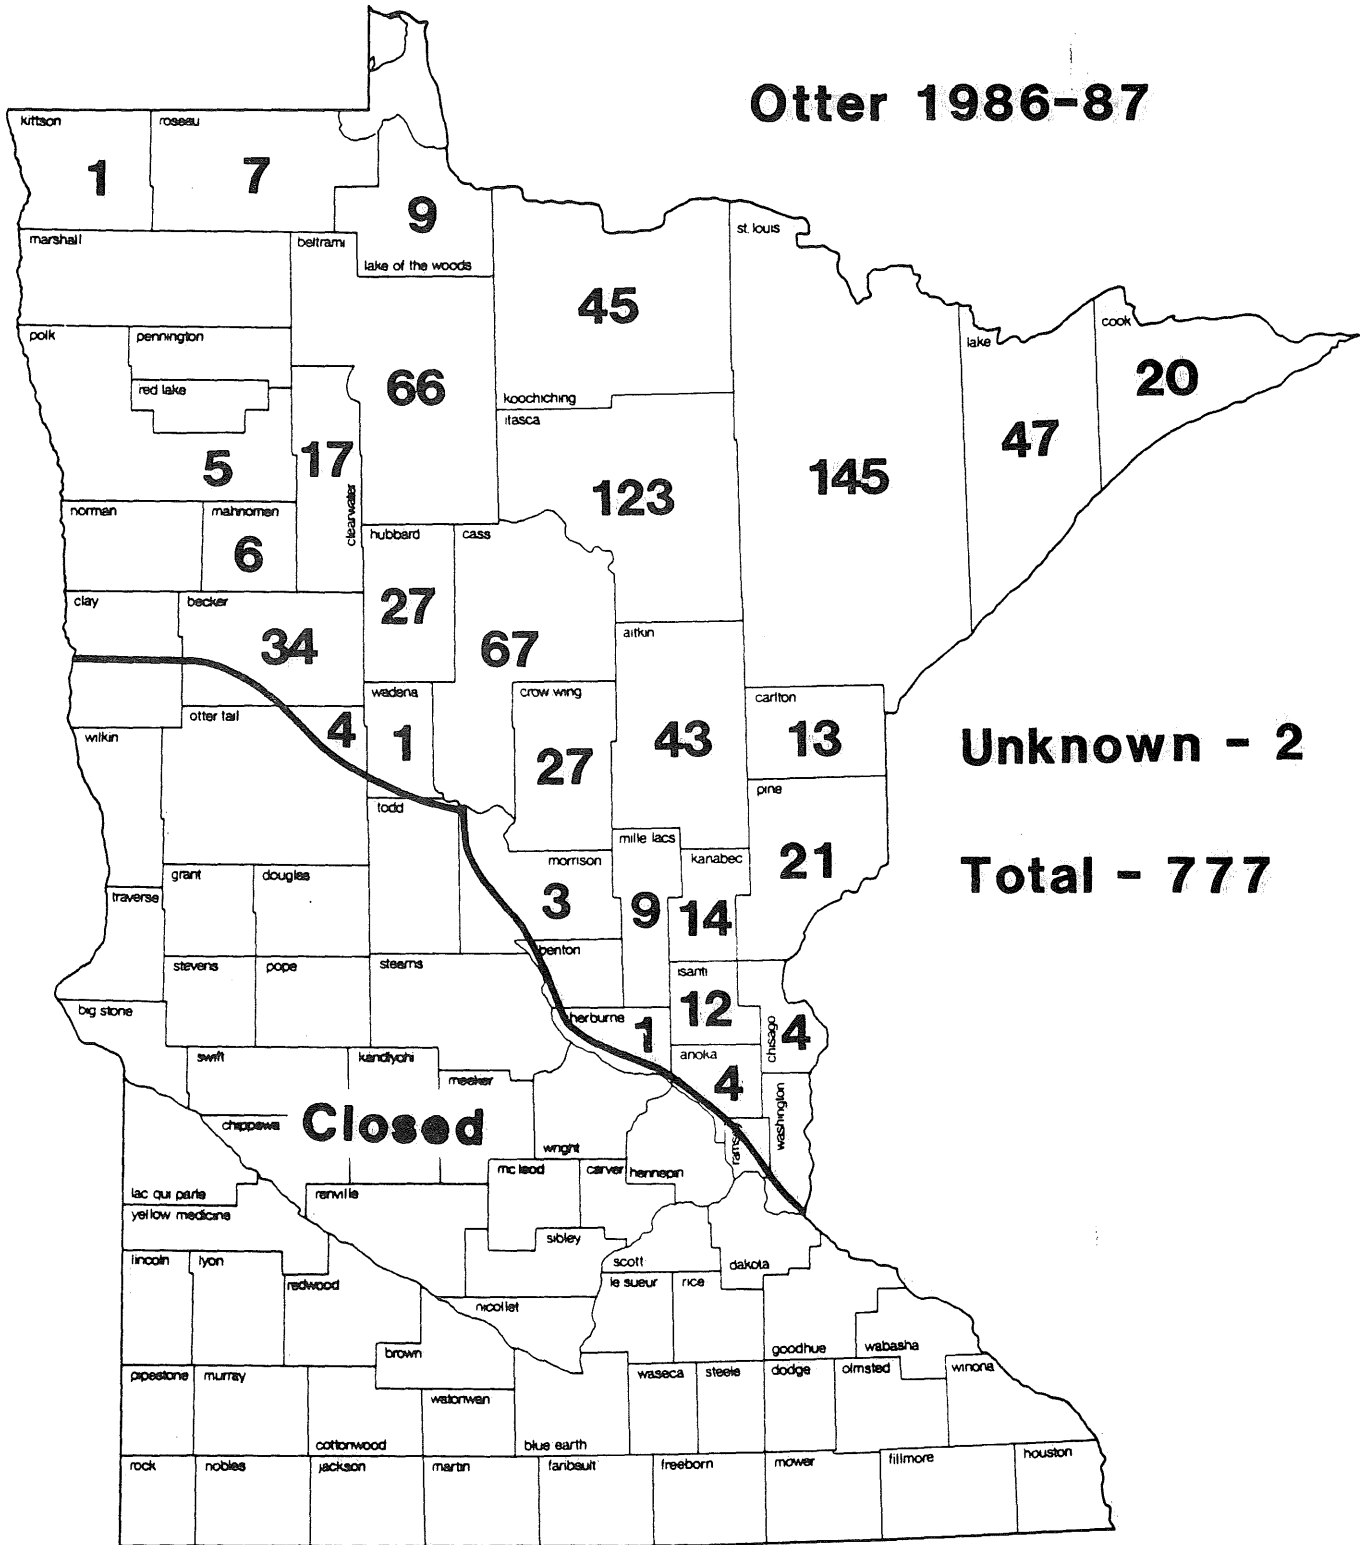 Otter 1986-87
kittson
roseau
1
7
9
marshall
beltrami
lake of the woods
st. louis
45
polk
pennington
red lake
66
koochiching
itasca
lake
cook
20
47
5
17
clearwater
123
145
norman
mahnomen
6
hubbard
cass
27
clay
becker
34
67
aitkin
wadena
crow wing
carlton
otter tail
4
1
27
43
13
Unknown - 2
wilkin
todd
pine
mille lacs
morrison
kanabec
21
Total - 777
grant
douglas
traverse
3
9
14
benton
stevens
pope
stearns
isanti
12
big stone
herburne
1
chisago
4
anoka
4
swift
kandiyohi
meeker
washington
chippewa
Closed
ramse
wright
mc leod
carver
hennepin
lac qui parle
renville
yellow medicine
sibley
scott
dakota
lincoln
lyon
redwood
le sueur
rice
nicollet
brown
goodhue
wabasha
pipestone
murray
waseca
steele
dodge
olmsted
winona
watonwan
cottonwood
blue earth
rock
nobles
jackson
martin
faribault
freeborn
mower
fillmore
houston